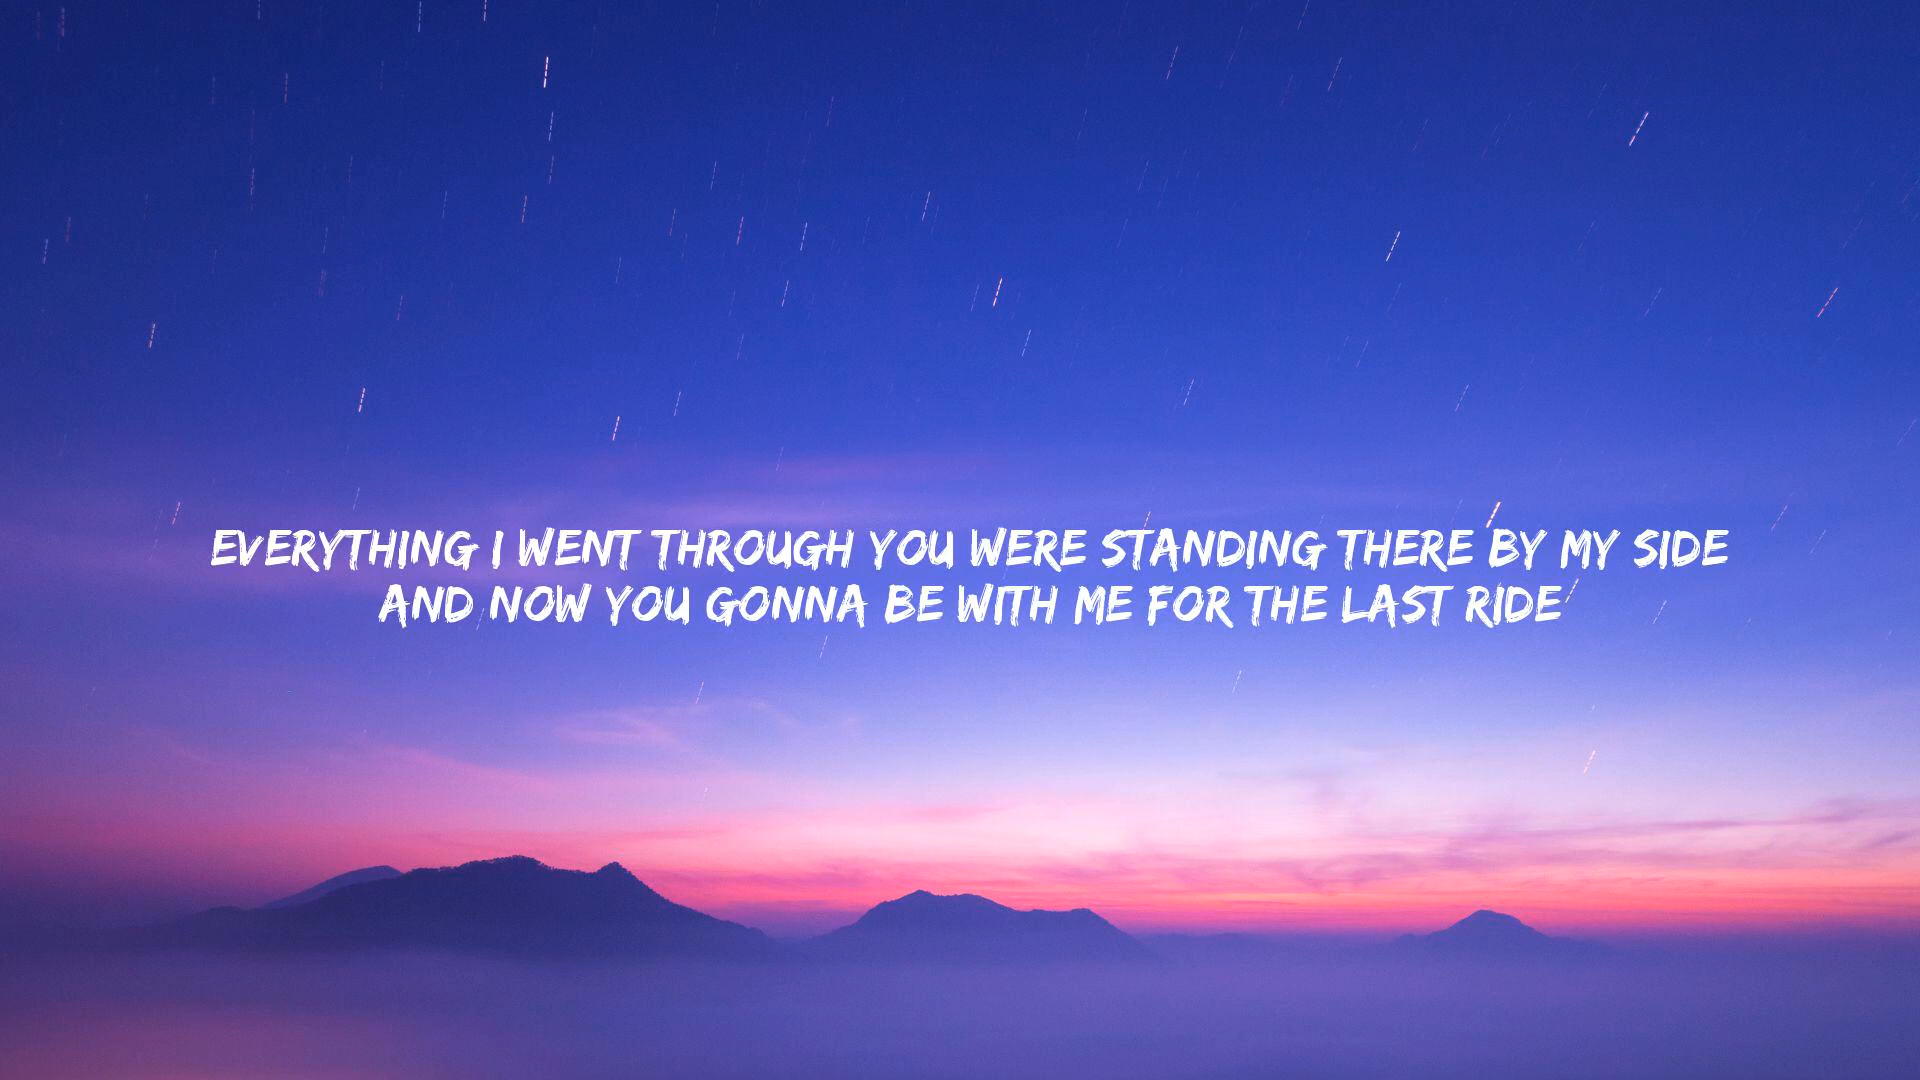 EVERYTHING I WENT THROUGH YOU WERE STANDING THERE BY MY SIDE
AND NOW YOU GONNA BE WITH ME FOR THE LAST RIDE